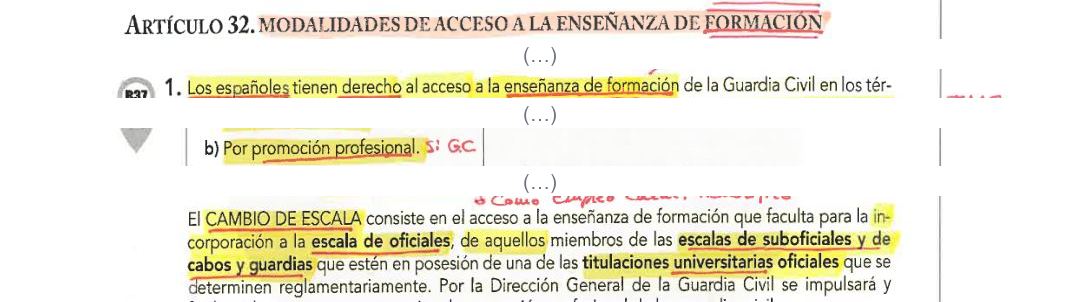 ARTÍCULO 32. MODALIDADES DE ACCESO A LA ENSEÑANZA DE FORMACIÓN
(...)
R37 1. Los españoles tienen derecho al acceso a la enseñanza de formación de la Guardia Civil en los tér-
(...)
b) Por promoción profesional. Si GC
(...)
El CAMBIO DE ESCALA consiste en el acceso a la enseñanza de formación que faculta para la in-
corporación a la escala de oficiales, de aquellos miembros de las escalas de suboficiales y de
cabos y guardias que estén en posesión de una de las titulaciones universitarias oficiales que se
determinen reglamentariamente. Por la Dirección General de la Guardia Civil se impulsará y